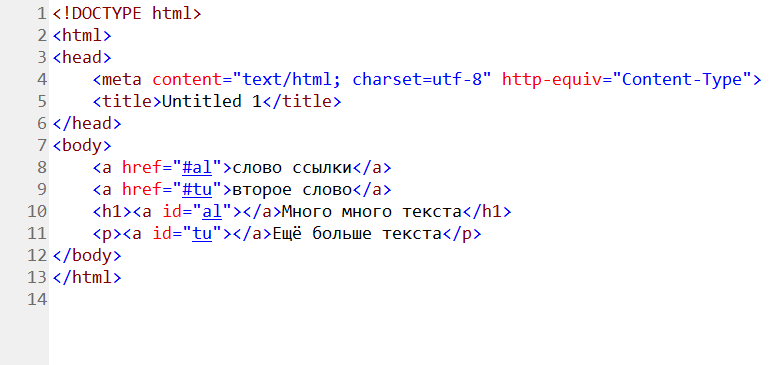 1 <!DOCTYPE html>
2 <html>
3 <head>
4     <meta content="text/html; charset=utf-8" http-equiv="Content-Type">
5     <title>Untitled 1</title>
6 </head>
7 <body>
8     <a href="#al">слово ссылки</a>
9     <a href="#tu">второе слово</a>
10     <h1><a id="al"></a>Много много текста</h1>
11     <p><a id="tu"></a>Ещё больше текста</p>
12 </body>
13 </html>
14